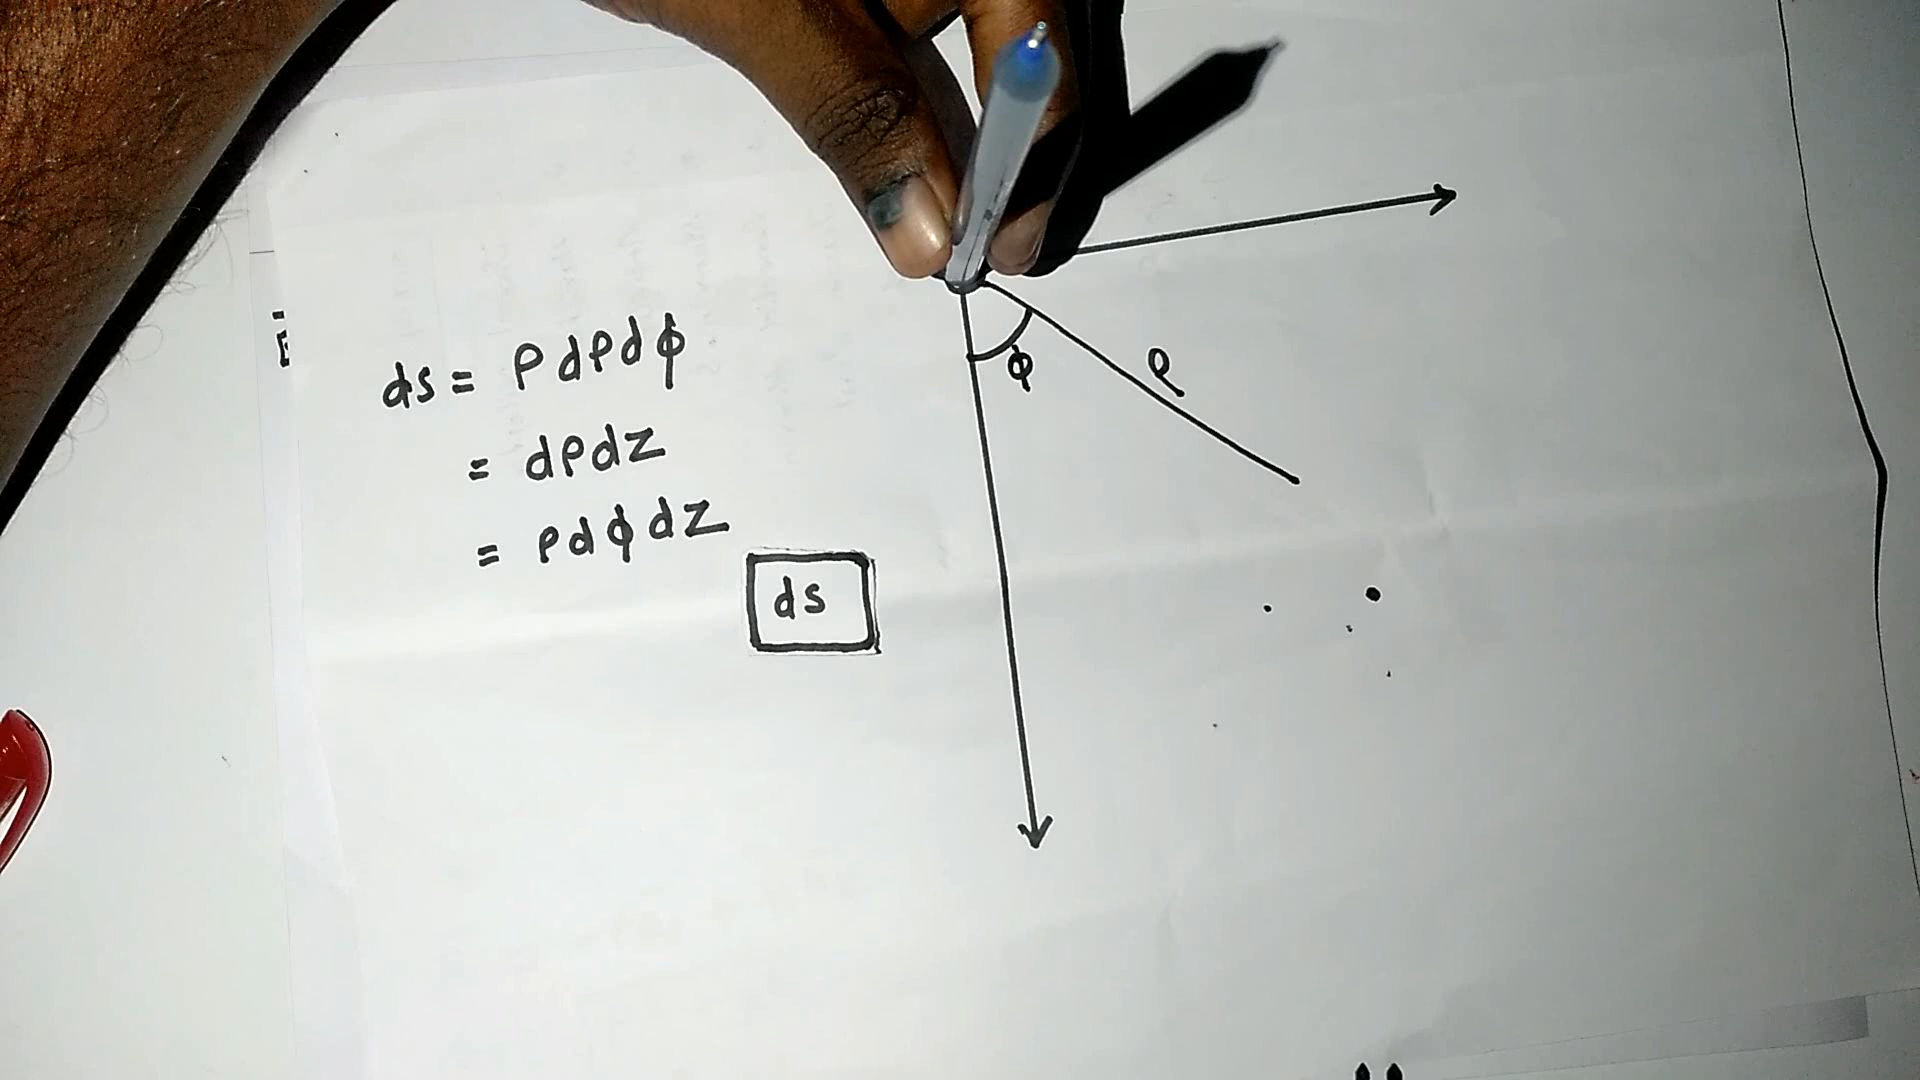 ds = ρdρdϕ
= dρdz
= ρdϕdz
ds
ϕ
ρ